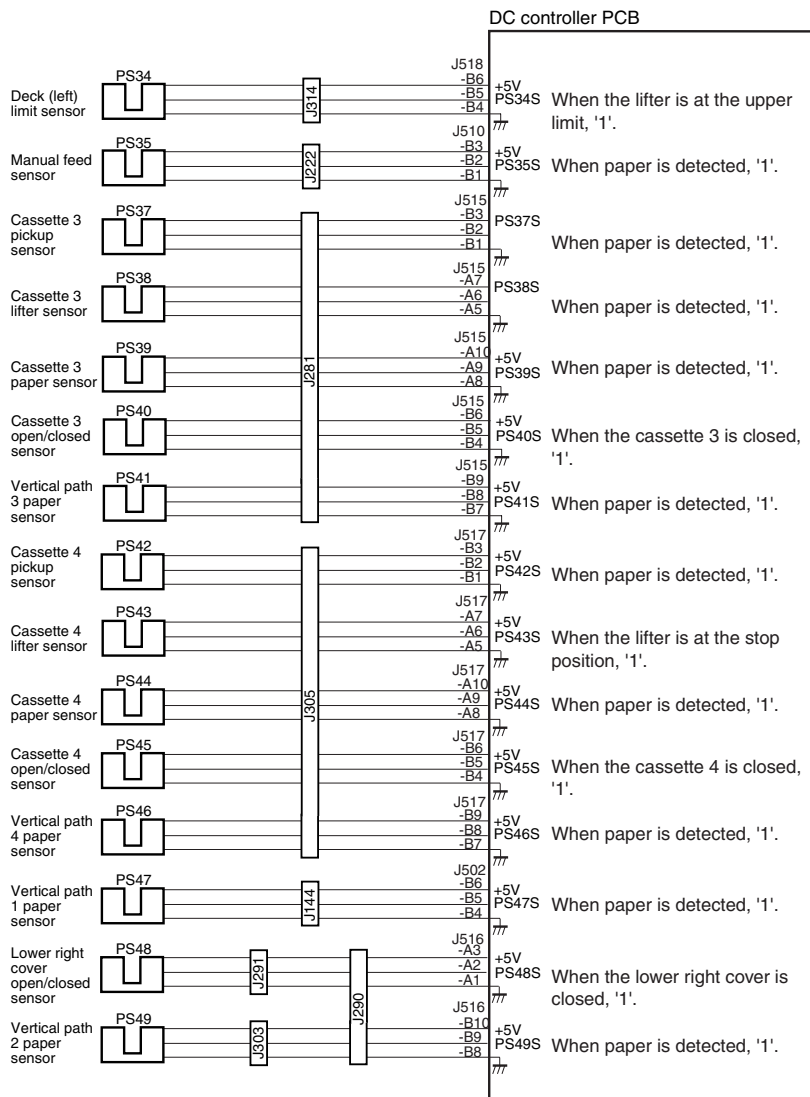 DC controller PCB
Deck (left)
limit sensor
PS34
J314
J518
-B6
-B5
-B4
+5V
PS34S
When the lifter is at the upper
limit, '1'.
Manual feed
sensor
PS35
J222
J510
-B3
-B2
-B1
+5V
PS35S
When paper is detected, '1'.
Cassette 3
pickup
sensor
PS37
J281
J515
-B3
-B2
-B1
PS37S
When paper is detected, '1'.
Cassette 3
lifter sensor
PS38
J515
-A7
-A6
-A5
PS38S
When paper is detected, '1'.
Cassette 3
paper sensor
PS39
J515
-A10
-A9
-A8
+5V
PS39S
When paper is detected, '1'.
Cassette 3
open/closed
sensor
PS40
J515
-B6
-B5
-B4
+5V
PS40S
When the cassette 3 is closed,
'1'.
Vertical path
3 paper
sensor
PS41
J515
-B9
-B8
-B7
+5V
PS41S
When paper is detected, '1'.
Cassette 4
pickup
sensor
PS42
J305
J517
-B3
-B2
-B1
+5V
PS42S
When paper is detected, '1'.
Cassette 4
lifter sensor
PS43
J517
-A7
-A6
-A5
+5V
PS43S
When the lifter is at the stop
position, '1'.
Cassette 4
paper sensor
PS44
J517
-A10
-A9
-A8
+5V
PS44S
When paper is detected, '1'.
Cassette 4
open/closed
sensor
PS45
J517
-B6
-B5
-B4
+5V
PS45S
When the cassette 4 is closed,
'1'.
Vertical path
4 paper
sensor
PS46
J517
-B9
-B8
-B7
+5V
PS46S
When paper is detected, '1'.
Vertical path
1 paper
sensor
PS47
J144
J502
-B6
-B5
-B4
+5V
PS47S
When paper is detected, '1'.
Lower right
cover
open/closed
sensor
PS48
J291
J290
J516
-A3
-A2
-A1
+5V
PS48S
When the lower right cover is
closed, '1'.
Vertical path
2 paper
sensor
PS49
J303
J516
-B10
-B9
-B8
+5V
PS49S
When paper is detected, '1'.